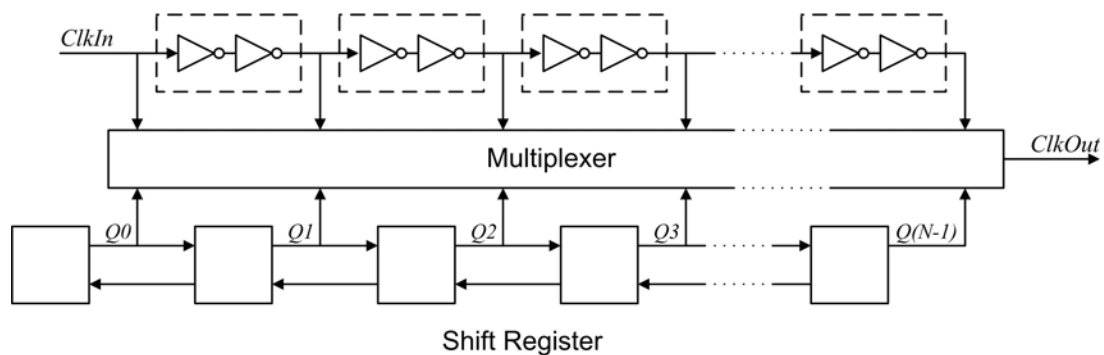 ClkIn
Multiplexer
ClkOut
Q0
Q1
Q2
Q3
Q(N-1)
Shift Register